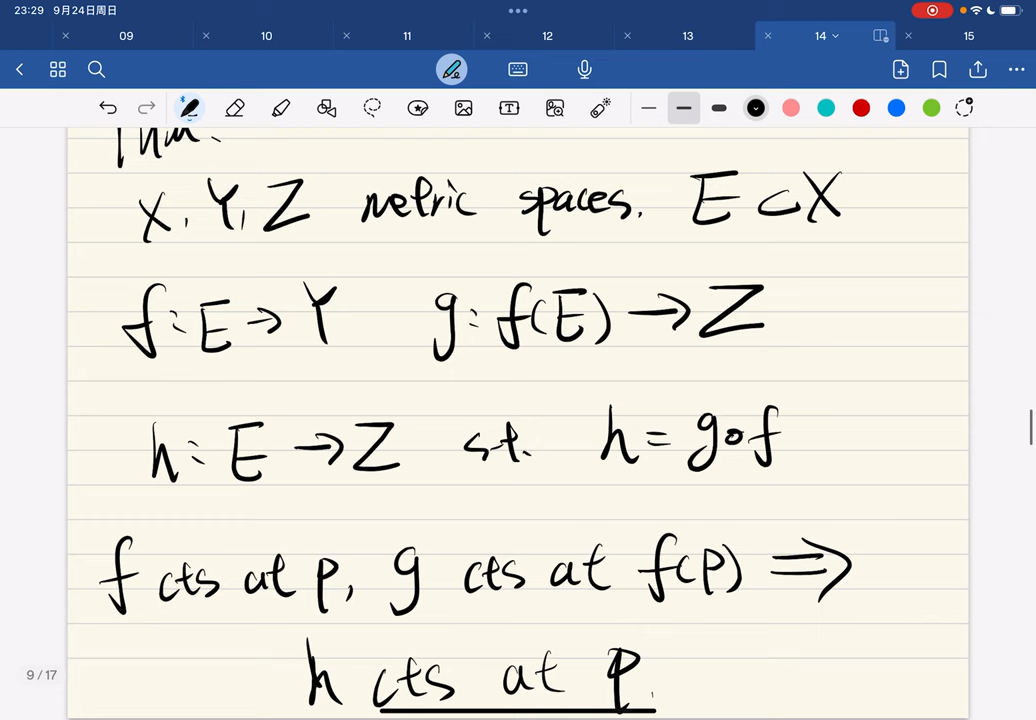 23:29 9月24日周日
09 10 11 12 13 14 15
Thm.
X, Y, Z metric spaces. E ⊂ X
f: E → Y g: f(E) → Z
h: E → Z s.t. h = g∘f
f cts at p, g cts at f(p) ⇒
h cts at p.
9 / 17